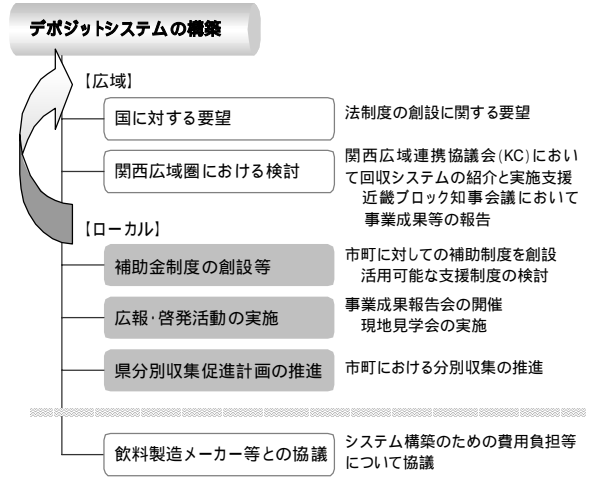 デポジットシステムの構築
【広域】
国に対する要望
法制度の創設に関する要望
関西広域圏における検討
関西広域連携協議会(KC)におい
て回収システムの紹介と実施支援
近畿ブロック知事会議において
事業成果等の報告
【ローカル】
補助金制度の創設等
市町に対しての補助制度を創設
活用可能な支援制度の検討
広報・啓発活動の実施
事業成果報告会の開催
現地見学会の実施
県分別収集促進計画の推進
市町における分別収集の推進
飲料製造メーカー等との協議
システム構築のための費用負担等
について協議